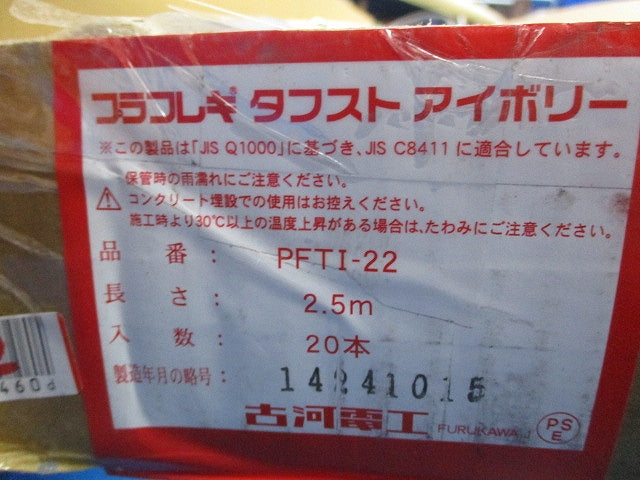 プラフレキ® タフスト アイボリー
※この製品は「JIS Q1000」に基づき、JIS C8411に適合しています。
保管時の雨濡れにご注意ください。
コンクリート埋設での使用はお控えください。
施工時より30℃以上の温度上昇がある場合は、たわみにご注意ください。
品番： PFTI-22
長さ： 2.5m
入数： 20本
製造年月の略号： 14241015
古河電工 FURUKAWA
PS
E